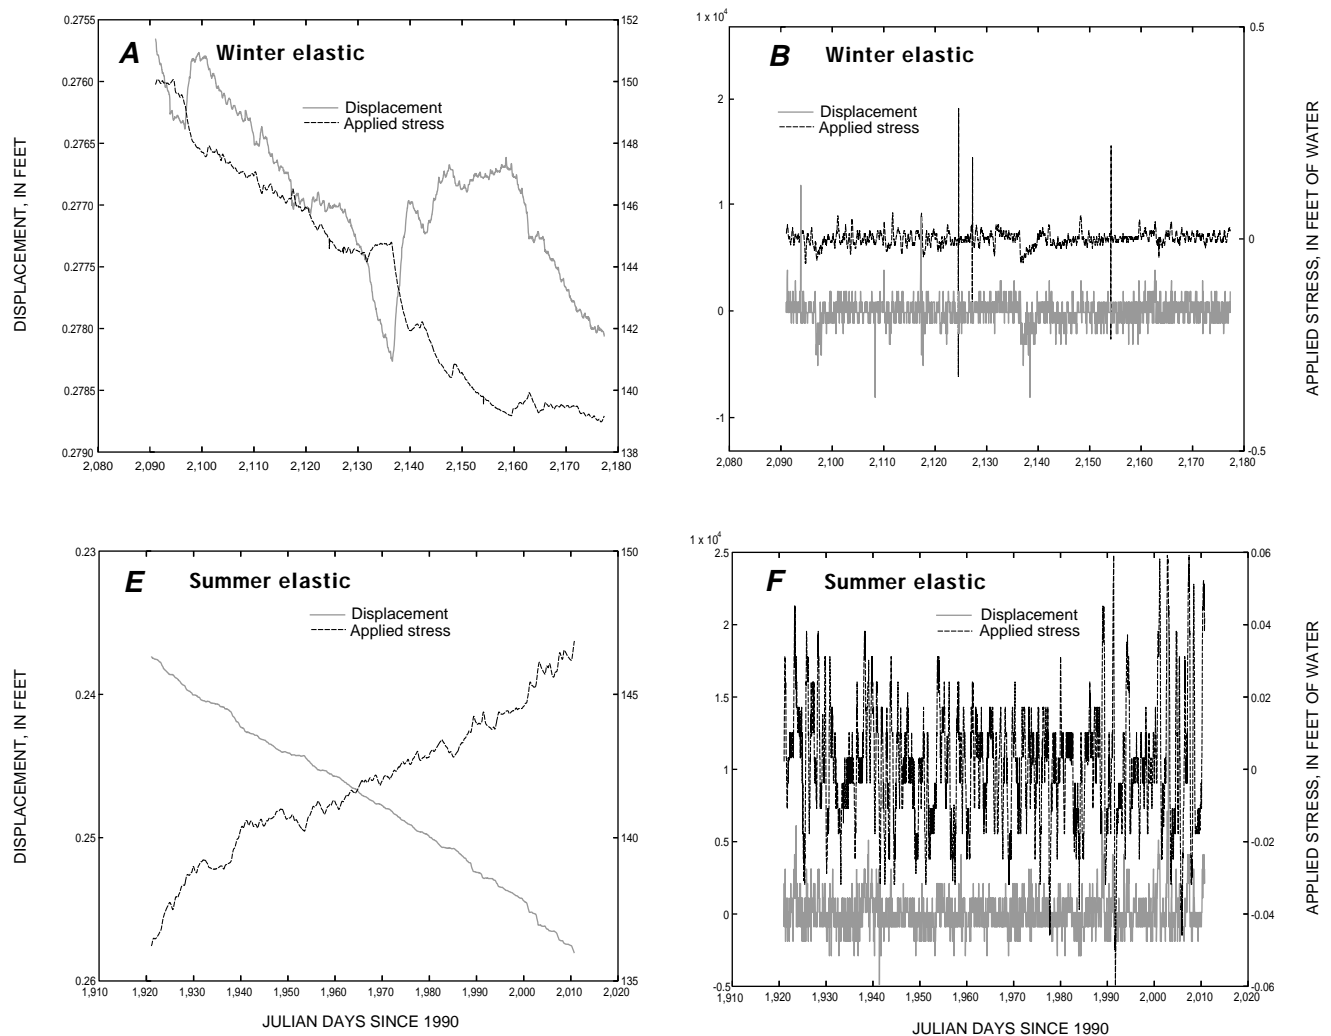 A Winter elastic
Displacement
Applied stress
DISPLACEMENT, IN FEET
0.2755
0.2760
0.2765
0.2770
0.2775
0.2780
0.2785
0.2790
152
150
148
146
144
142
140
138
2,080 2,090 2,100 2,110 2,120 2,130 2,140 2,150 2,160 2,170 2,180
1 x 10⁴
B Winter elastic
Displacement
Applied stress
2
1
0
-1
0.5
0
-0.5
APPLIED STRESS, IN FEET OF WATER
2,080 2,090 2,100 2,110 2,120 2,130 2,140 2,150 2,160 2,170 2,180
E Summer elastic
Displacement
Applied stress
DISPLACEMENT, IN FEET
0.23
0.24
0.25
0.26
150
145
140
135
1,910 1,920 1,930 1,940 1,950 1,960 1,970 1,980 1,990 2,000 2,010 2,020
JULIAN DAYS SINCE 1990
1 x 10⁴
F Summer elastic
Displacement
Applied stress
2.5
2
1.5
1
0.5
0
-0.5
0.06
0.04
0.02
0
-0.02
-0.04
-0.06
APPLIED STRESS, IN FEET OF WATER
1,910 1,920 1,930 1,940 1,950 1,960 1,970 1,980 1,990 2,000 2,010 2,020
JULIAN DAYS SINCE 1990